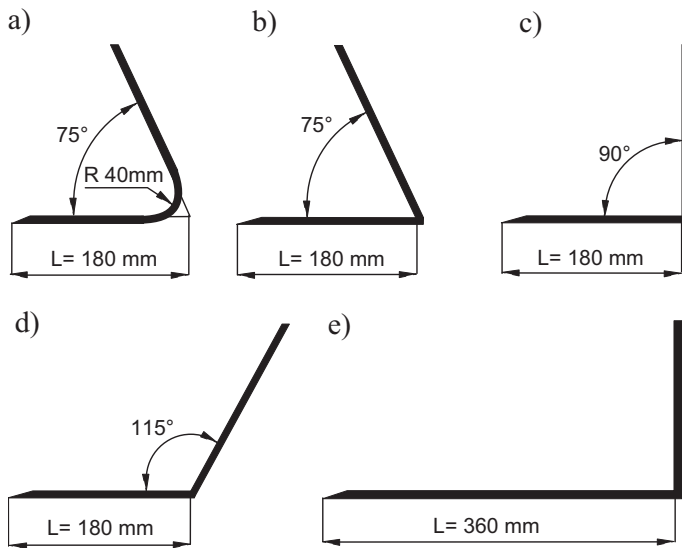 a)
75°
R 40mm
L= 180 mm
b)
75°
L= 180 mm
c)
90°
L= 180 mm
d)
115°
L= 180 mm
e)
L= 360 mm